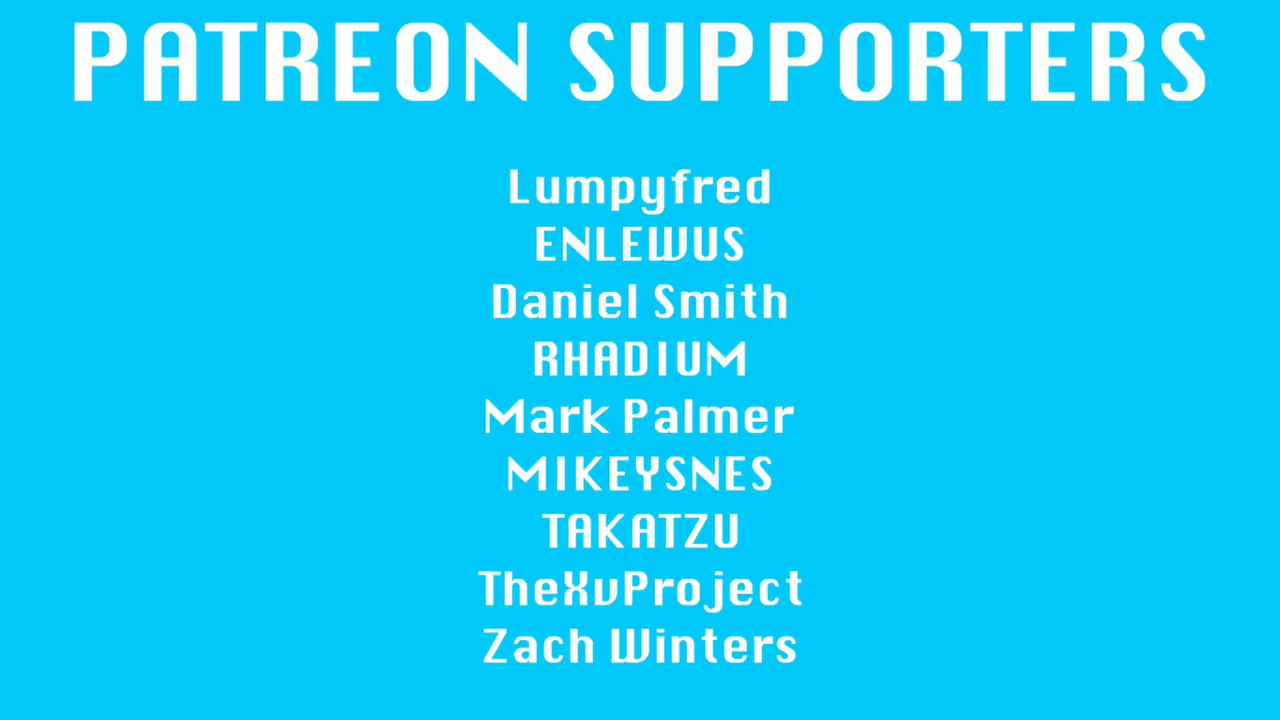 PATREON SUPPORTERS
Lumpyfred
ENLEWUS
Daniel Smith
RHADIUM
Mark Palmer
MIKEYSNES
TAKATZU
TheXvProject
Zach Winters